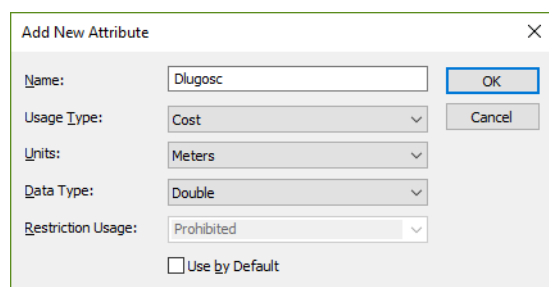 Add New Attribute
Name: Dlugosc OK
Usage Type: Cost Cancel
Units: Meters
Data Type: Double
Restriction Usage: Prohibited
Use by Default